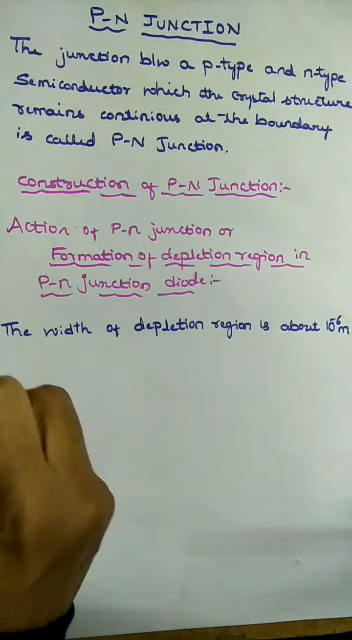 P-N JUNCTION
The junction b/w a p-type and n-type
Semiconductor which the crystal structure
remains continious at the boundary
is called P-N Junction.
construction of P-N Junction:-
Action of P-n junction or
Formation of depletion region in
P-n junction diode:-
The width of depletion region is about 10⁻⁶m